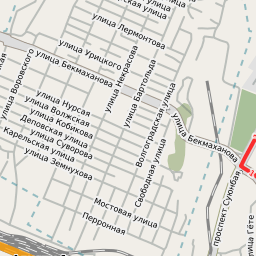 улица Лермонтова
улица Урицкого
улица Некрасова
улица Воровского
улица Бекмаханова
улица Бартольда
улица Нурсая
улица Волжская
улица Кобикова
Деповская улица
улица Суворова
Карельская улица
улица Земнухова
улица Бекмаханова
Волгоградская улица
Свободная улица
Мостовая улица
Перронная
проспект Суюнбая
улица Гёте